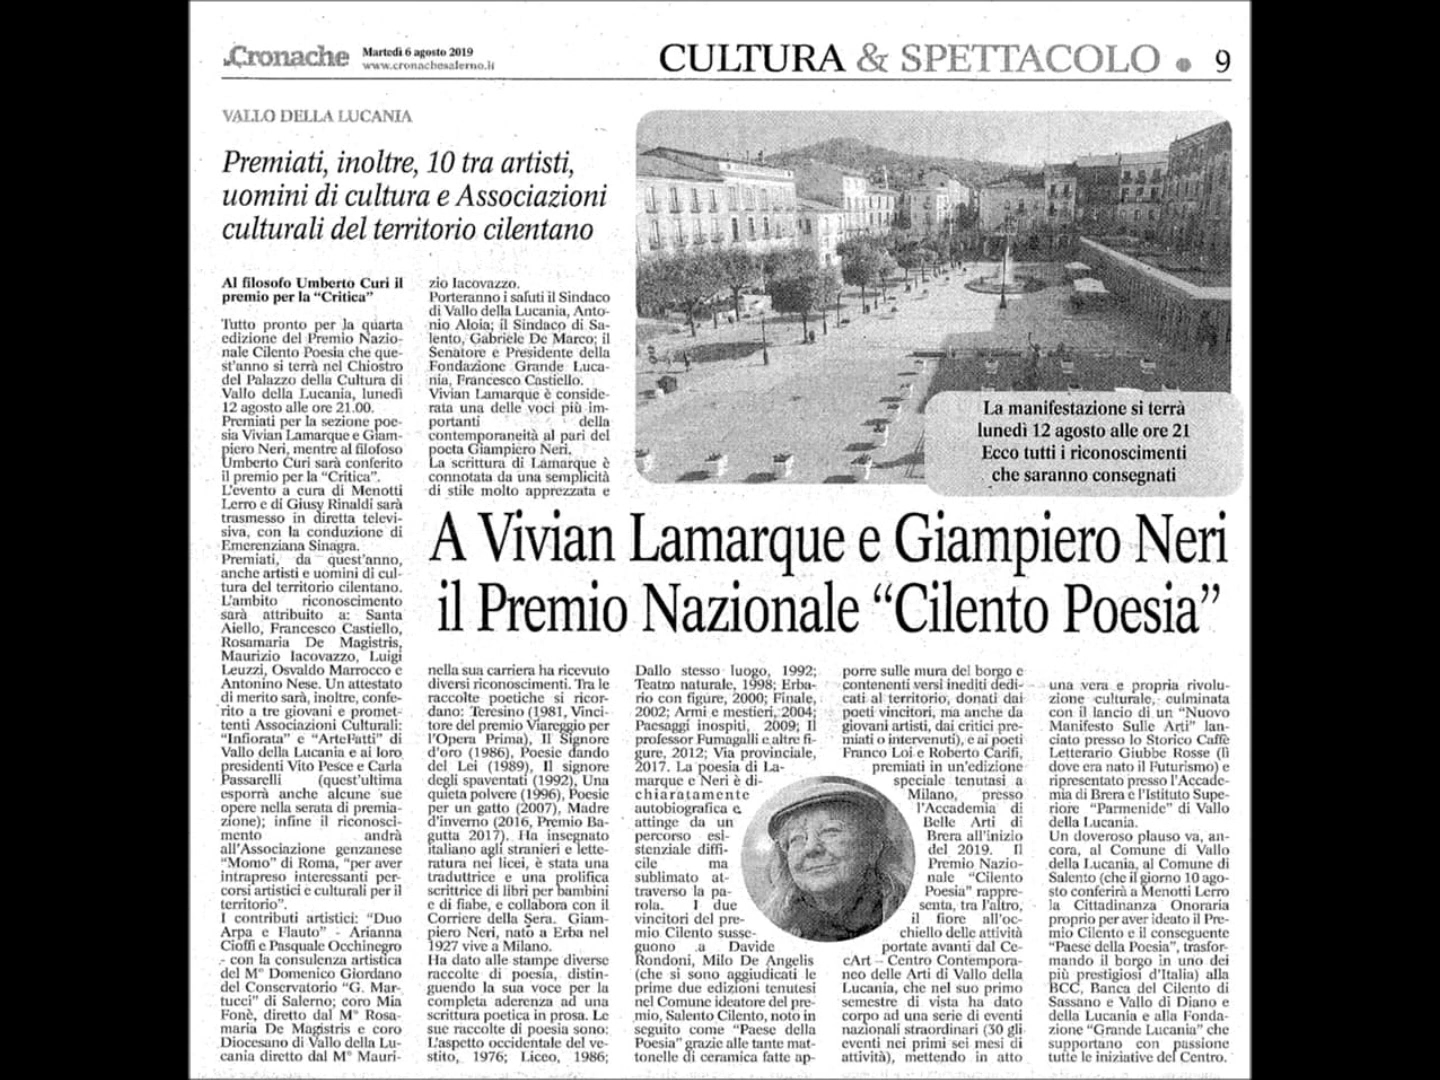 Cronache
Martedì 6 agosto 2019
www.cronachesalerno.it
CULTURA & SPETTACOLO • 9
VALLO DELLA LUCANIA
Premiati, inoltre, 10 tra artisti,
uomini di cultura e Associazioni
culturali del territorio cilentano
La manifestazione si terrà
lunedì 12 agosto alle ore 21
Ecco tutti i riconoscimenti
che saranno consegnati
A Vivian Lamarque e Giampiero Neri
il Premio Nazionale “Cilento Poesia”
Al filosofo Umberto Curi il
premio per la “Critica”
Tutto pronto per la quarta
edizione del Premio Nazio-
nale Cilento Poesia che que-
st'anno si terrà nel Chiostro
del Palazzo della Cultura di
Vallo della Lucania, lunedì
12 agosto alle ore 21.00.
Premiati per la sezione poe-
sia Vivian Lamarque e Giam-
piero Neri, mentre al filofoso
Umberto Curi sarà conferito
il premio per la “Critica”.
L'evento a cura di Menotti
Lerro e di Giusy Rinaldi sarà
trasmesso in diretta televi-
siva, con la conduzione di
Emerenziana Sinagra.
Premiati, da quest'anno,
anche artisti e uomini di cul-
tura del territorio cilentano.
L'ambito riconoscimento
sarà attribuito a: Santa
Aiello, Francesco Castiello,
Rosamaria De Magistris,
Maurizio Iacovazzo, Luigi
Leuzzi, Osvaldo Marrocco e
Antonino Nese. Un attestato
di merito sarà, inoltre, confe-
rito a tre giovani e promet-
tenti Associazioni Culturali:
“Infiorata” e “ArteFatti” di
Vallo della Lucania e ai loro
presidenti Vito Pesce e Carla
Passarelli (quest'ultima
esporrà anche alcune sue
opere nella serata di premia-
zione); infine il riconosci-
mento andrà
all'Associazione genzanese
“Momo” di Roma, “per aver
intrapreso interessanti per-
corsi artistici e culturali per il
territorio”.
I contributi artistici: “Duo
Arpa e Flauto” - Arianna
Cioffi e Pasquale Occhinegro
- con la consulenza artistica
del M° Domenico Giordano
del Conservatorio “G. Mar-
tucci” di Salerno; coro Mia
Fonè, diretto dal M° Rosa-
maria De Magistris e coro
Diocesano di Vallo della Lu-
cania diretto dal M° Mauri-
zio Iacovazzo.
Porteranno i saluti il Sindaco
di Vallo della Lucania, Anto-
nio Aloia; il Sindaco di Sa-
lento, Gabriele De Marco; il
Senatore e Presidente della
Fondazione Grande Luca-
nia, Francesco Castiello.
Vivian Lamarque è conside-
rata una delle voci più im-
portanti della
contemporaneità al pari del
poeta Giampiero Neri.
La scrittura di Lamarque è
connotata da una semplicità
di stile molto apprezzata e
nella sua carriera ha ricevuto
diversi riconoscimenti. Tra le
raccolte poetiche si ricor-
dano: Teresino (1981, Vinci-
tore del premio Viareggio per
l'Opera Prima), Il Signore
d'oro (1986), Poesie dando
del Lei (1989), Il signore
degli spaventati (1992), Una
quieta polvere (1996), Poesie
per un gatto (2007), Madre
d'inverno (2016, Premio Ba-
gutta 2017). Ha insegnato
italiano agli stranieri e lette-
ratura nei licei, è stata una
traduttrice e una prolifica
scrittrice di libri per bambini
e di fiabe, e collabora con il
Corriere della Sera. Giam-
piero Neri, nato a Erba nel
1927 vive a Milano.
Ha dato alle stampe diverse
raccolte di poesia, distin-
guendo la sua voce per la
completa aderenza ad una
scrittura poetica in prosa. Le
sue raccolte di poesia sono:
L'aspetto occidentale del ve-
stito, 1976; Liceo, 1986;
Dallo stesso luogo, 1992;
Teatro naturale, 1998; Erba-
rio con figure, 2000; Finale,
2002; Armi e mestieri, 2004;
Paesaggi inospiti, 2009; Il
professor Fumagalli e altre fi-
gure, 2012; Via provinciale,
2017. La poesia di La-
marque e Neri è di-
chiaratamente
autobiografica e
attinge da un
percorso esi-
stenziale diffi-
cile ma
sublimato at-
traverso la pa-
rola. I due
vincitori del pre-
mio Cilento susse-
guono a Davide
Rondoni, Milo De Angelis
(che si sono aggiudicati le
prime due edizioni tenutesi
nel Comune ideatore del pre-
mio, Salento Cilento, noto in
seguito come “Paese della
Poesia” grazie alle tante mat-
tonelle di ceramica fatte ap-
porre sulle mura del borgo e
contenenti versi inediti dedi-
cati al territorio, donati dai
poeti vincitori, ma anche da
giovani artisti, dai critici pre-
miati o intervenuti), e ai poeti
Franco Loi e Roberto Carifi,
premiati in un'edizione
speciale tenutasi a
Milano, presso
l'Accademia di
Belle Arti di
Brera all'inizio
del 2019. Il
Premio Nazio-
nale “Cilento
Poesia” rappre-
senta, tra l'altro,
il fiore all'oc-
chiello delle attività
portate avanti dal Ce-
cArt – Centro Contempora-
neo delle Arti di Vallo della
Lucania, che nel suo primo
semestre di vista ha dato
corpo ad una serie di eventi
nazionali straordinari (30 gli
eventi nei primi sei mesi di
attività), mettendo in atto
una vera e propria rivolu-
zione culturale, culminata
con il lancio di un “Nuovo
Manifesto Sulle Arti” lan-
ciato presso lo Storico Caffè
Letterario Giubbe Rosse (lì
dove era nato il Futurismo) e
ripresentato presso l'Accade-
mia di Brera e l'Istituto Supe-
riore “Parmenide” di Vallo
della Lucania.
Un doveroso plauso va, an-
cora, al Comune di Vallo
della Lucania, al Comune di
Salento (che il giorno 10 ago-
sto conferirà a Menotti Lerro
la Cittadinanza Onoraria
proprio per aver ideato il Pre-
mio Cilento e il conseguente
“Paese della Poesia”, trasfor-
mando il borgo in uno dei
più prestigiosi d'Italia) alla
BCC, Banca del Cilento di
Sassano e Vallo di Diano e
della Lucania e alla Fonda-
zione “Grande Lucania” che
supportano con passione
tutte le iniziative del Centro.